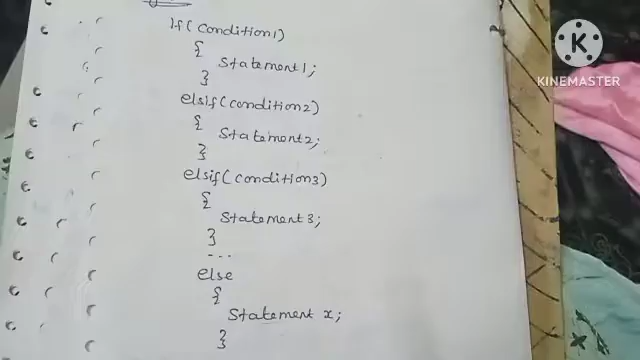 If(Condition1)
{
Statement1;
}
elsif(condition2)
{
Statement2;
}
elsif(condition3)
{
Statement3;
}
...
else
{
Statement x;
}
KINEMASTER